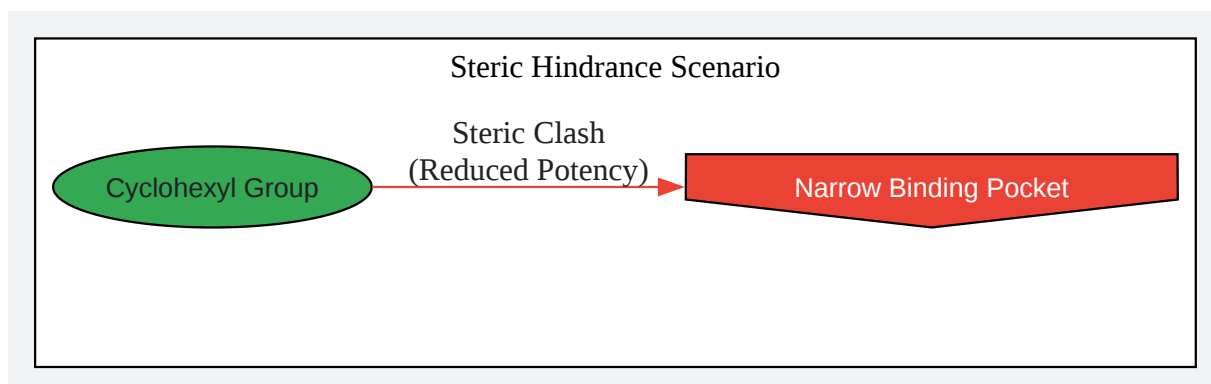 Steric Hindrance Scenario
Steric Clash
(Reduced Potency)
Cyclohexyl Group
Narrow Binding Pocket